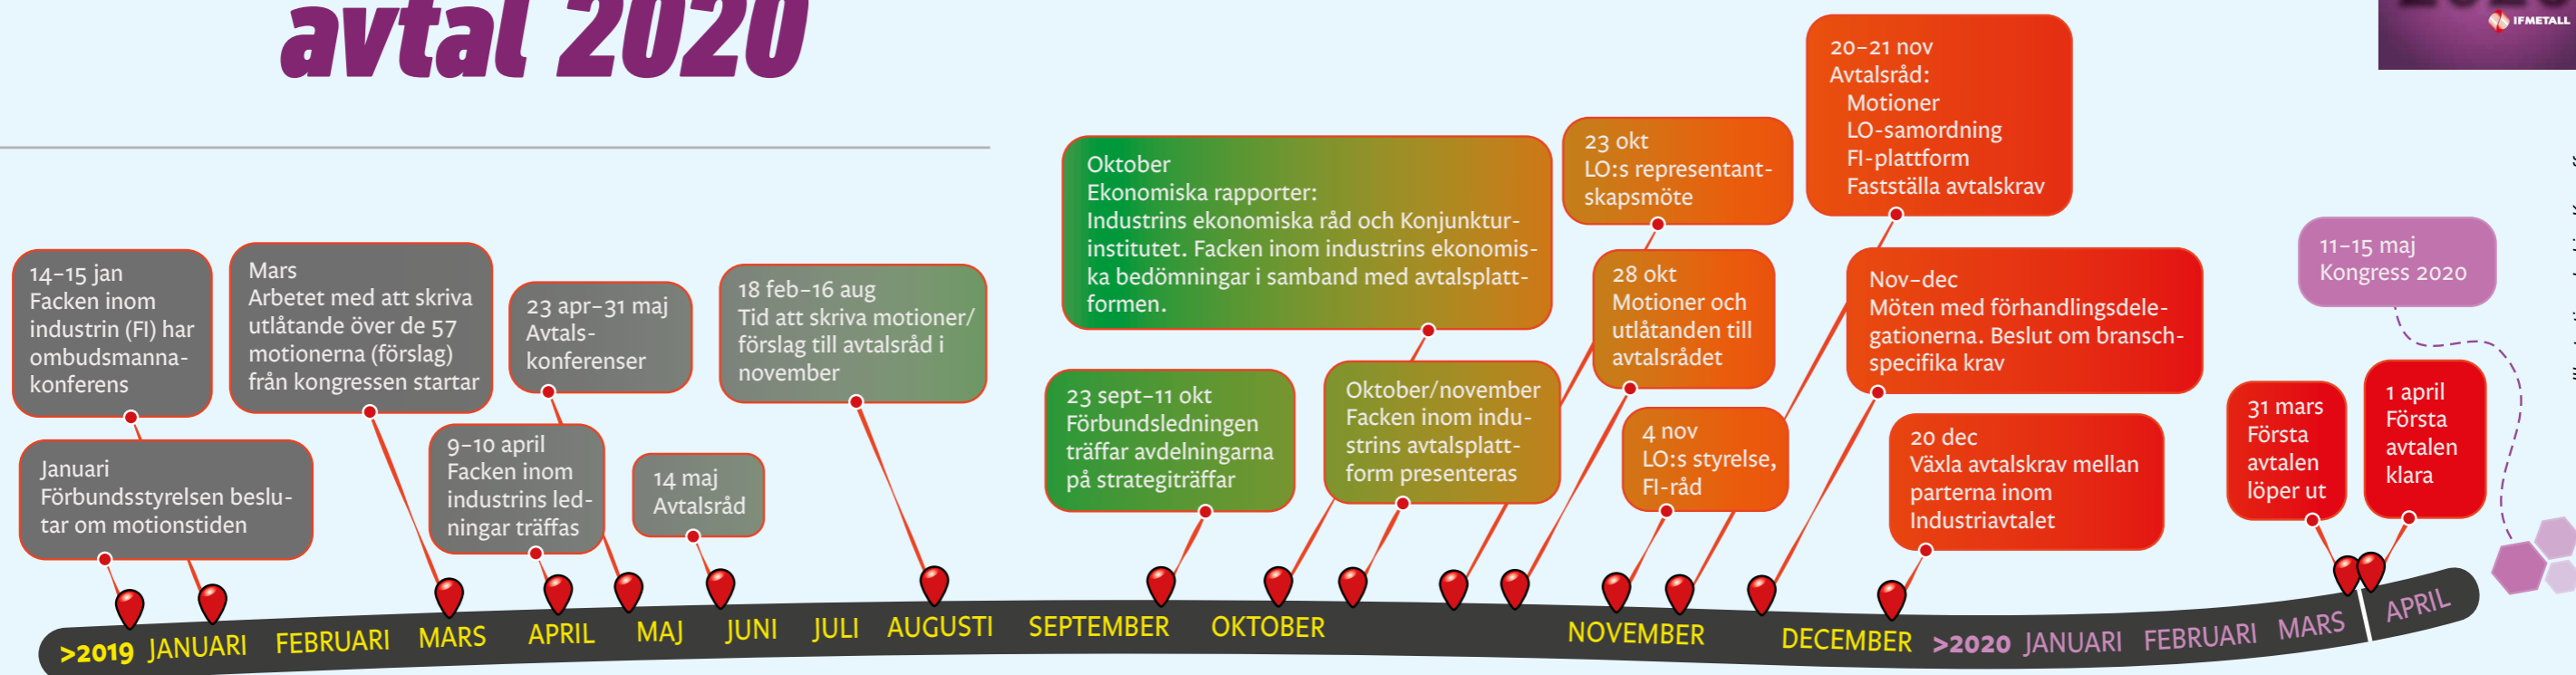 avtal 2020
IFMETALL
14–15 jan
Facken inom
industrin (FI) har
ombudsmanna-
konferens
Januari
Förbundsstyrelsen beslu-
tar om motionstiden
Mars
Arbetet med att skriva
utlåtande över de 57
motionerna (förslag)
från kongressen startar
9–10 april
Facken inom
industrins led-
ningar träffas
23 apr–31 maj
Avtals-
konferenser
14 maj
Avtalsråd
18 feb–16 aug
Tid att skriva motioner/
förslag till avtalsråd i
november
23 sept–11 okt
Förbundsledningen
träffar avdelningarna
på strategiträffar
Oktober
Ekonomiska rapporter:
Industrins ekonomiska råd och Konjunktur-
institutet. Facken inom industrins ekonomis-
ka bedömningar i samband med avtalsplatt-
formen.
Oktober/november
Facken inom indu-
strins avtalsplatt-
form presenteras
23 okt
LO:s representant-
skapsmöte
28 okt
Motioner och
utlåtanden till
avtalsrådet
4 nov
LO:s styrelse,
FI-råd
20–21 nov
Avtalsråd:
Motioner
LO-samordning
FI-plattform
Fastställa avtalskrav
Nov–dec
Möten med förhandlingsdele-
gationerna. Beslut om bransch-
specifika krav
20 dec
Växla avtalskrav mellan
parterna inom
Industriavtalet
31 mars
Första
avtalen
löper ut
1 april
Första
avtalen
klara
11–15 maj
Kongress 2020
>2019 JANUARI FEBRUARI MARS APRIL MAJ JUNI JULI AUGUSTI SEPTEMBER OKTOBER NOVEMBER DECEMBER >2020 JANUARI FEBRUARI MARS APRIL